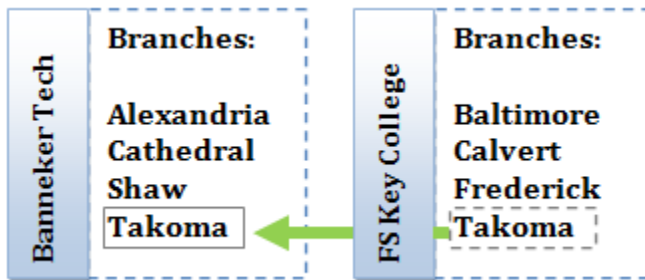 Banneker Tech
Branches:
Alexandria
Cathedral
Shaw
Takoma
FS Key College
Branches:
Baltimore
Calvert
Frederick
Takoma